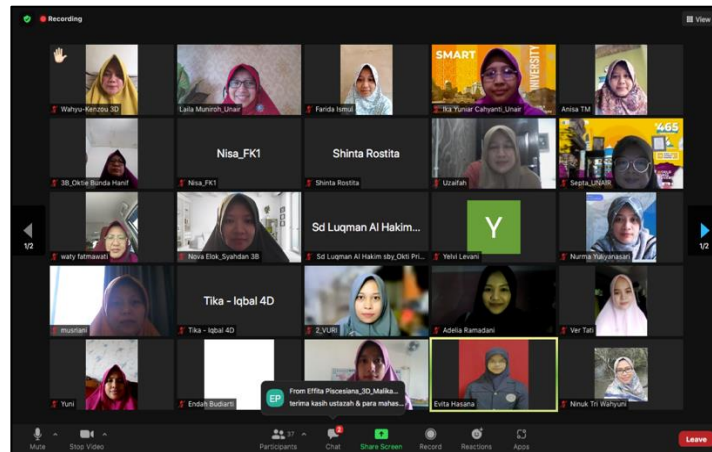 Recording
View
Wahyu-Kenzou 3D
Laila Muniroh_Unair
Farida Ismul
SMART
UNIVERSITY
Ika Yuniar Cahyanti_Unair
Anisa TM
3B_Oktie Bunda Hanif
Nisa_FK1
Nisa_FK1
Shinta Rostita
Shinta Rostita
Uzaifah
#465
Septa_UNAIR
waty fatmawati
Nova Elok_Syahdan 3B
Sd Luqman Al Hakim...
Sd Luqman Al Hakim sby_Okti Pri...
Y
Yelvi Levani
Nurma Yuliyanasari
1/2
1/2
musriani
Tika - Iqbal 4D
Tika - Iqbal 4D
2_YURI
Adelia Ramadani
Ver Tati
Yuni
Endah Budiarti
EP
From Effita Piscesiana_3D_Malika...
terima kasih ustazah & para mahas...
Evita Hasana
Ninuk Tri Wahyuni
Mute
Stop Video
37
Participants
2
Chat
Share Screen
Record
Reactions
Apps
Leave